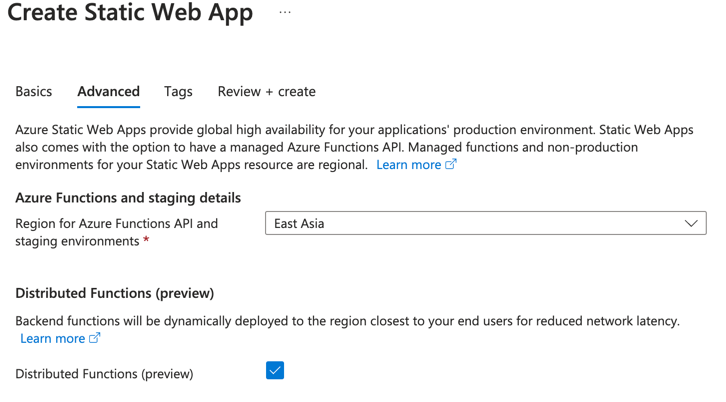 Create Static Web App ...
Basics Advanced Tags Review + create
Azure Static Web Apps provide global high availability for your applications' production environment. Static Web Apps
also comes with the option to have a managed Azure Functions API. Managed functions and non-production
environments for your Static Web Apps resource are regional. Learn more
Azure Functions and staging details
Region for Azure Functions API and
staging environments *
East Asia
Distributed Functions (preview)
Backend functions will be dynamically deployed to the region closest to your end users for reduced network latency.
Learn more
Distributed Functions (preview)